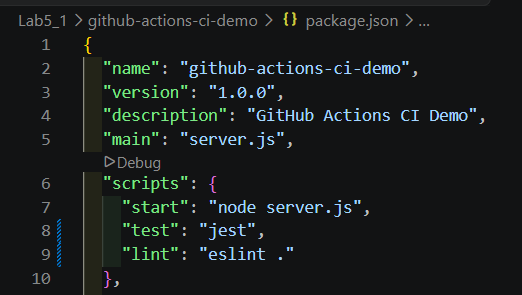 Lab5_1 > github-actions-ci-demo > {} package.json > ...
1 {
2 "name": "github-actions-ci-demo",
3 "version": "1.0.0",
4 "description": "GitHub Actions CI Demo",
5 "main": "server.js",
Debug
6 "scripts": {
7 "start": "node server.js",
8 "test": "jest",
9 "lint": "eslint ."
10 },